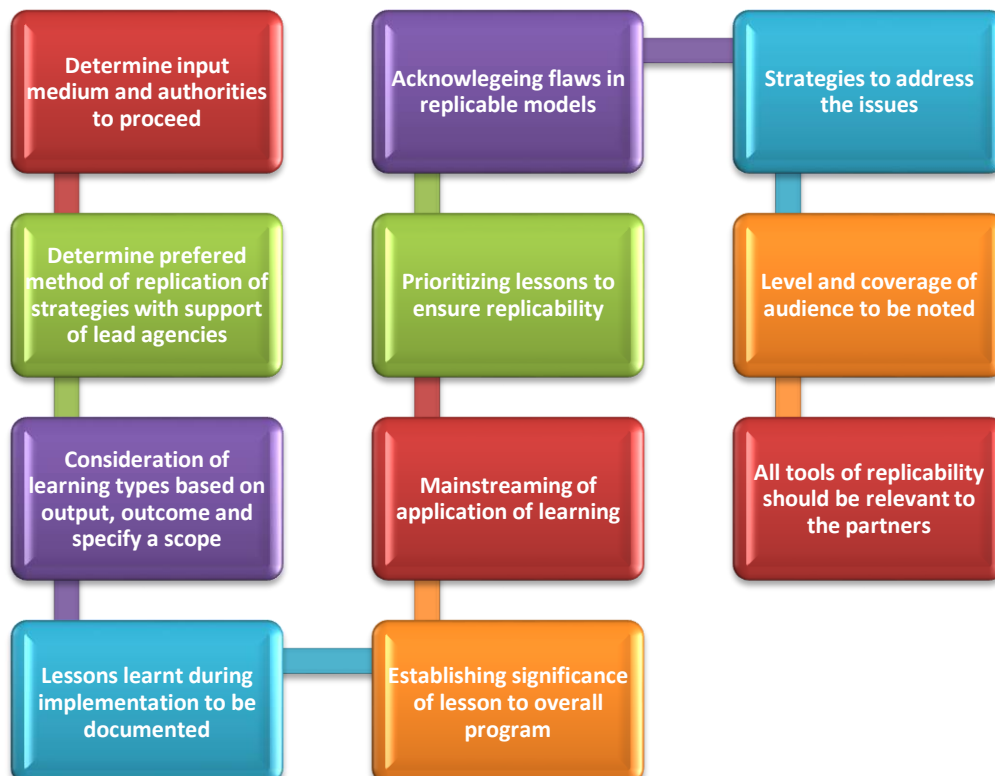 Determine input
medium and authorities
to proceed
Determine prefered
method of replication of
strategies with support
of lead agencies
Consideration of
learning types based on
output, outcome and
specify a scope
Lessons learnt during
implementation to be
documented
Establishing significance
of lesson to overall
program
Mainstreaming of
application of learning
Prioritizing lessons to
ensure replicability
Acknowlegeing flaws in
replicable models
Strategies to address
the issues
Level and coverage of
audience to be noted
All tools of replicability
should be relevant to
the partners